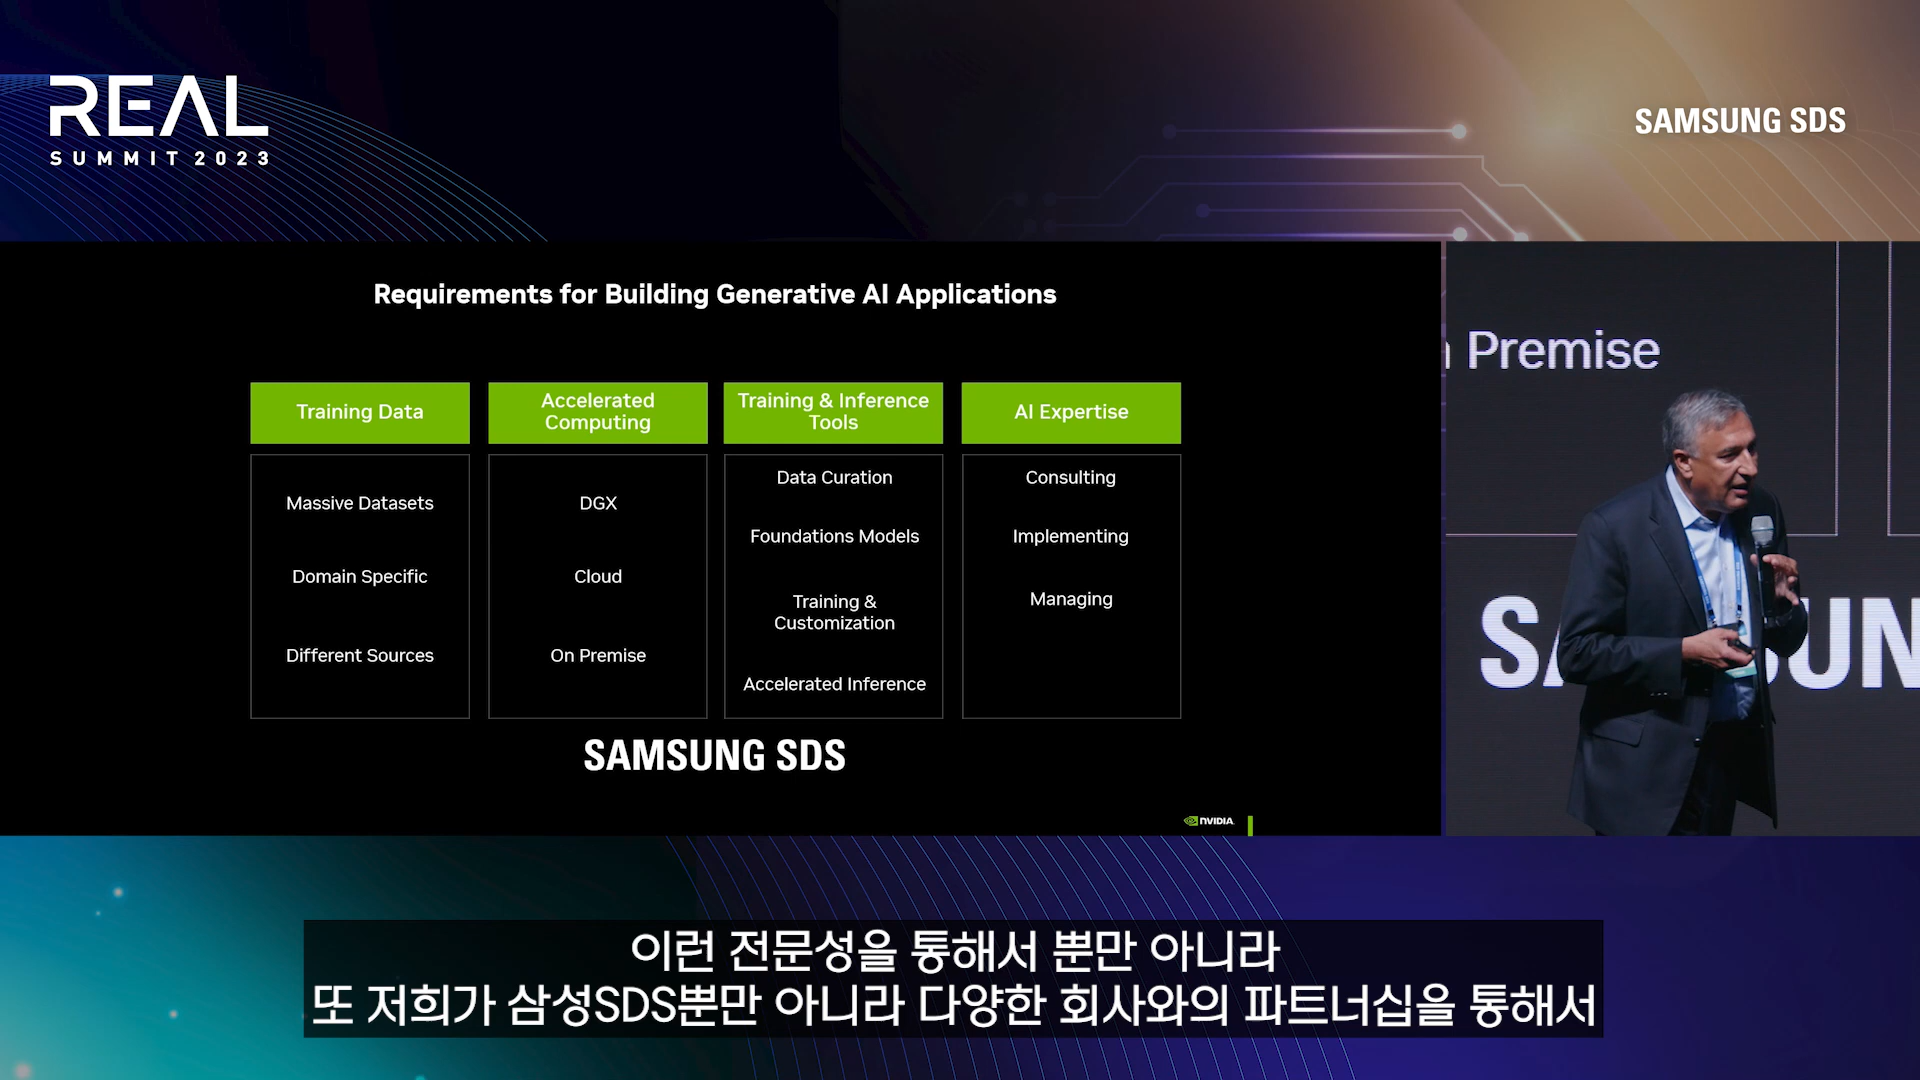 REAL
SUMMIT 2023
SAMSUNG SDS
Requirements for Building Generative AI Applications
Training Data
Massive Datasets
Domain Specific
Different Sources
Accelerated
Computing
DGX
Cloud
On Premise
Training & Inference
Tools
Data Curation
Foundations Models
Training &
Customization
Accelerated Inference
AI Expertise
Consulting
Implementing
Managing
SAMSUNG SDS
NVIDIA
Premise
이런 전문성을 통해서 뿐만 아니라
또 저희가 삼성SDS뿐만 아니라 다양한 회사와의 파트너십을 통해서